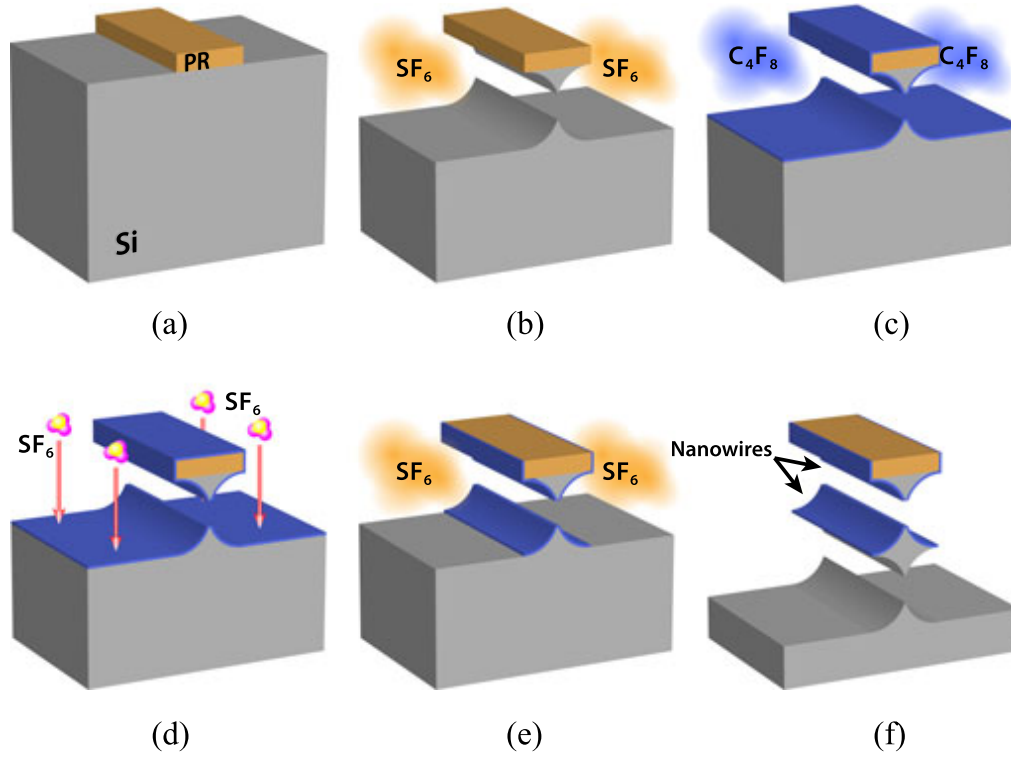 PR
Si
(a)
SF₆
SF₆
(b)
C₄F₈
C₄F₈
(c)
SF₆
SF₆
(d)
SF₆
SF₆
(e)
Nanowires
(f)